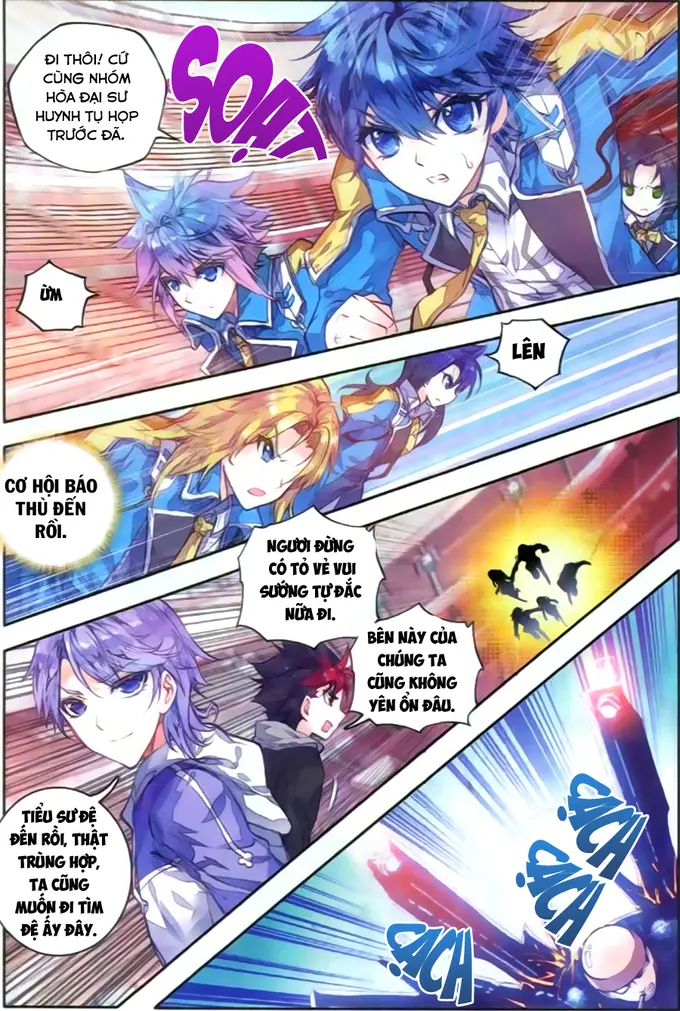 ĐI THÔI! CỨ
CÙNG NHÓM
HỎA ĐẠI SƯ
HUYNH TỤ HỌP
TRƯỚC ĐÃ.
SOẠT
ỪM
LÊN
CƠ HỘI BÁO
THÙ ĐẾN
RỒI.
NGƯƠI ĐỪNG
CÓ TỎ VẺ VUI
SƯỚNG TỰ ĐẮC
NỮA ĐI.
BÊN NÀY CỦA
CHÚNG TA
CŨNG KHÔNG
YÊN ỔN ĐÂU.
TIỂU SƯ ĐỆ
ĐẾN RỒI, THẬT
TRÙNG HỢP,
TA CŨNG
MUỐN ĐI TÌM
ĐỆ ẤY ĐÂY.
CẠCH
CẠCH
CẠCH